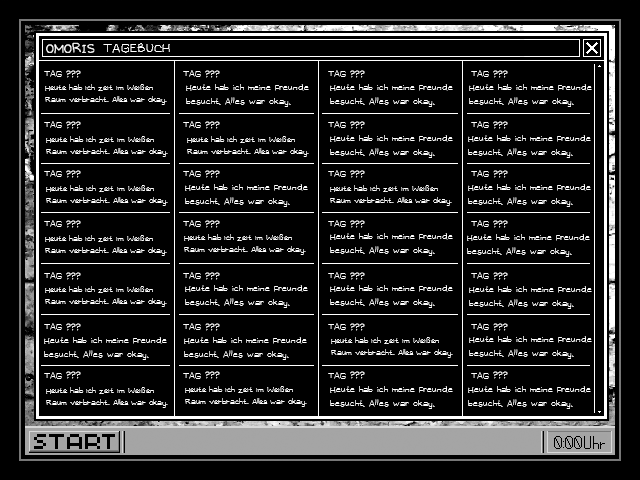 OMORIS TAGEBUCH
TAG ???
Heute hab ich zeit im Weißen
Raum verbracht. Alles war okay.
TAG ???
Heute hab ich zeit im Weißen
Raum verbracht. Alles war okay.
TAG ???
Heute hab ich zeit im Weißen
Raum verbracht. Alles war okay.
TAG ???
Heute hab ich zeit im Weißen
Raum verbracht. Alles war okay.
TAG ???
Heute hab ich zeit im Weißen
Raum verbracht. Alles war okay.
TAG ???
Heute hab ich meine Freunde
besucht. Alles war okay.
TAG ???
Heute hab ich zeit im Weißen
Raum verbracht. Alles war okay.
TAG ???
Heute hab ich meine Freunde
besucht. Alles war okay.
TAG ???
Heute hab ich zeit im Weißen
Raum verbracht. Alles war okay.
TAG ???
Heute hab ich meine Freunde
besucht. Alles war okay.
TAG ???
Heute hab ich zeit im Weißen
Raum verbracht. Alles war okay.
TAG ???
Heute hab ich meine Freunde
besucht. Alles war okay.
TAG ???
Heute hab ich meine Freunde
besucht. Alles war okay.
TAG ???
Heute hab ich zeit im Weißen
Raum verbracht. Alles war okay.
TAG ???
Heute hab ich meine Freunde
besucht. Alles war okay.
TAG ???
Heute hab ich meine Freunde
besucht. Alles war okay.
TAG ???
Heute hab ich zeit im Weißen
Raum verbracht. Alles war okay.
TAG ???
Heute hab ich meine Freunde
besucht. Alles war okay.
TAG ???
Heute hab ich meine Freunde
besucht. Alles war okay.
TAG ???
Heute hab ich zeit im Weißen
Raum verbracht. Alles war okay.
TAG ???
Heute hab ich meine Freunde
besucht. Alles war okay.
TAG ???
Heute hab ich meine Freunde
besucht. Alles war okay.
TAG ???
Heute hab ich meine Freunde
besucht. Alles war okay.
TAG ???
Heute hab ich meine Freunde
besucht. Alles war okay.
TAG ???
Heute hab ich meine Freunde
besucht. Alles war okay.
TAG ???
Heute hab ich meine Freunde
besucht. Alles war okay.
TAG ???
Heute hab ich meine Freunde
besucht. Alles war okay.
TAG ???
Heute hab ich meine Freunde
besucht. Alles war okay.
START
0:00Uhr